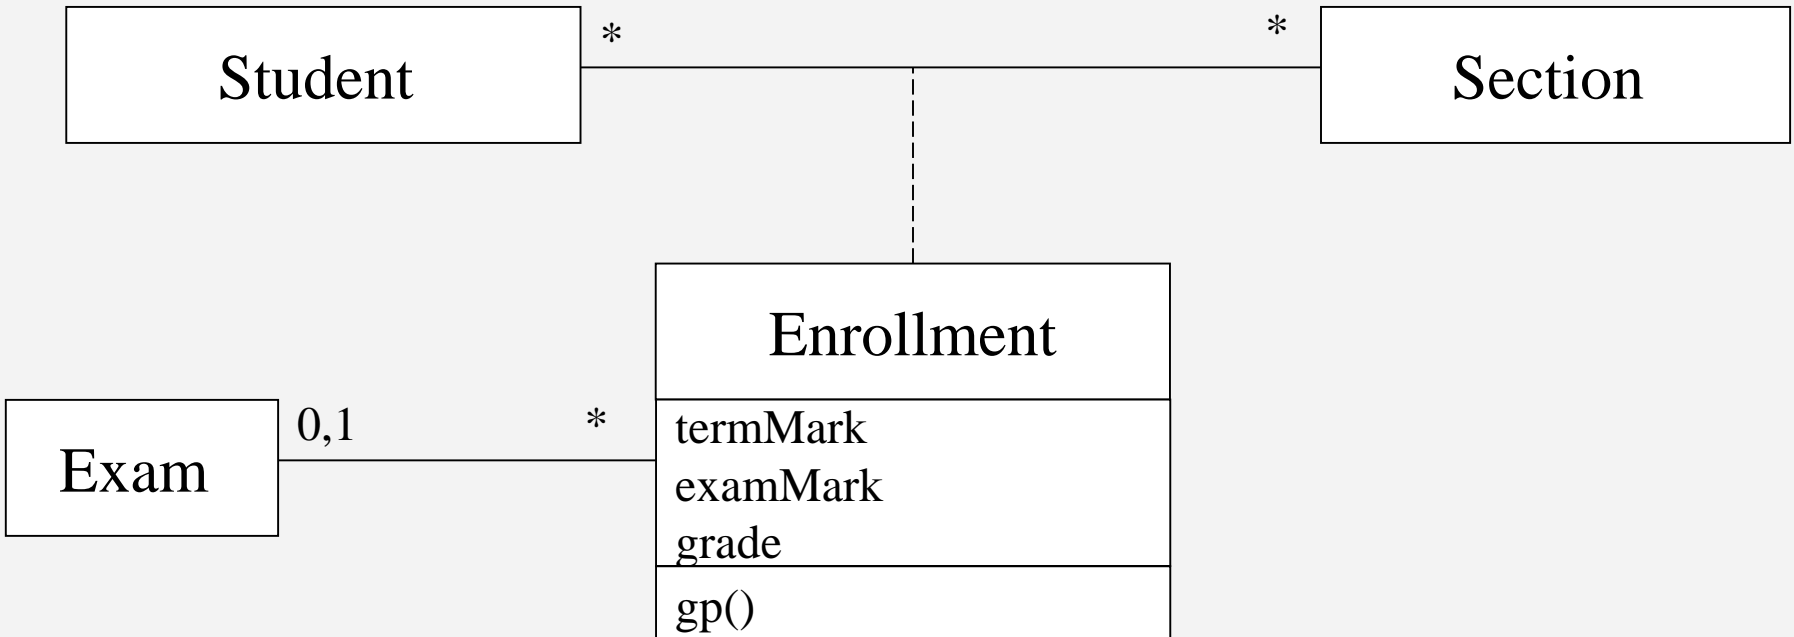 Student
*
*
Section
Enrollment
Exam
0,1
*
termMark
examMark
grade
gp()